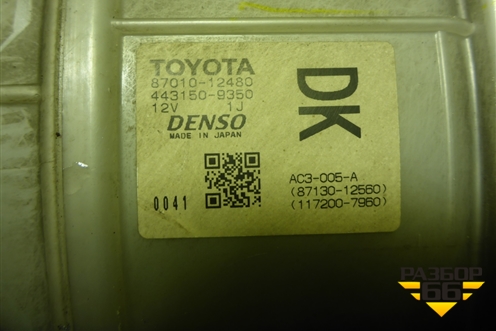 TOYOTA
87010-12480
443150-9350
12V 1J
DENSO
MADE IN JAPAN
DK
0041
AC3-005-A
(87130-12560)
(117200-7960)
РАЗБОР
66